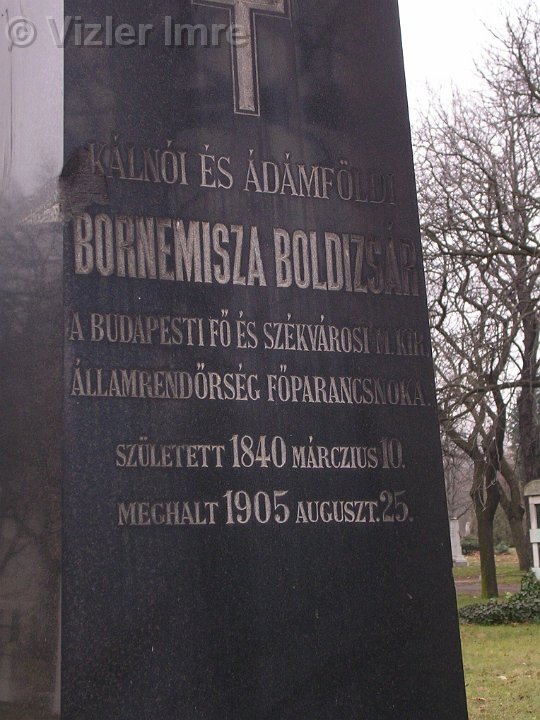 © Vizler Imre
KÁLNÓI ÉS ÁDÁMFÖLDI
BORNEMISZA BOLDIZSÁR
A BUDAPESTI FŐ ÉS SZÉKVÁROSI M. KIR.
ÁLLAMRENDŐRSÉG FŐPARANCSNOKA.
SZÜLETETT 1840 MÁRCZIUS 10.
MEGHALT 1905 AUGUSZT. 25.